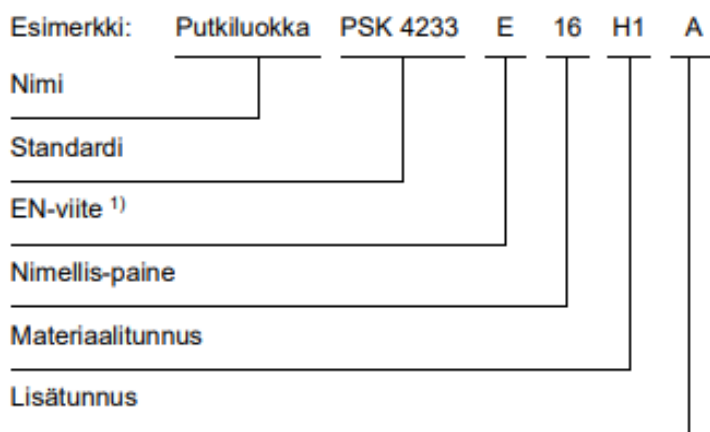 Esimerkki: Putkiluokka PSK 4233 E 16 H1 A
Nimi
Standardi
EN-viite 1)
Nimellis-paine
Materiaalitunnus
Lisätunnus